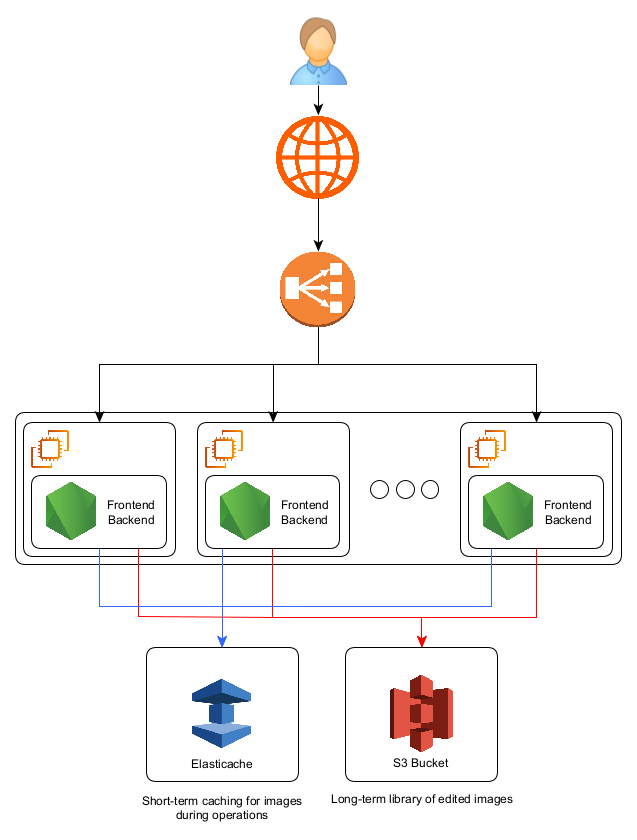 Frontend
Backend
Frontend
Backend
Frontend
Backend
Elasticache
S3 Bucket
Short-term caching for images
during operations
Long-term library of edited images